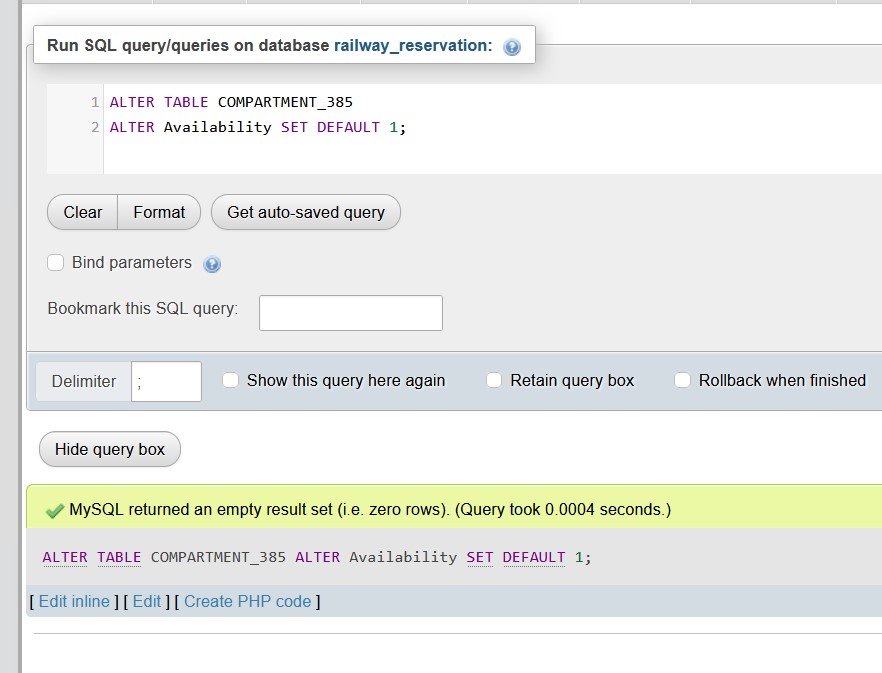 Run SQL query/queries on database railway_reservation:
1 ALTER TABLE COMPARTMENT_385
2 ALTER Availability SET DEFAULT 1;
Clear Format Get auto-saved query
Bind parameters
Bookmark this SQL query:
Delimiter ; Show this query here again Retain query box Rollback when finished
Hide query box
MySQL returned an empty result set (i.e. zero rows). (Query took 0.0004 seconds.)
ALTER TABLE COMPARTMENT_385 ALTER Availability SET DEFAULT 1;
[ Edit inline ] [ Edit ] [ Create PHP code ]